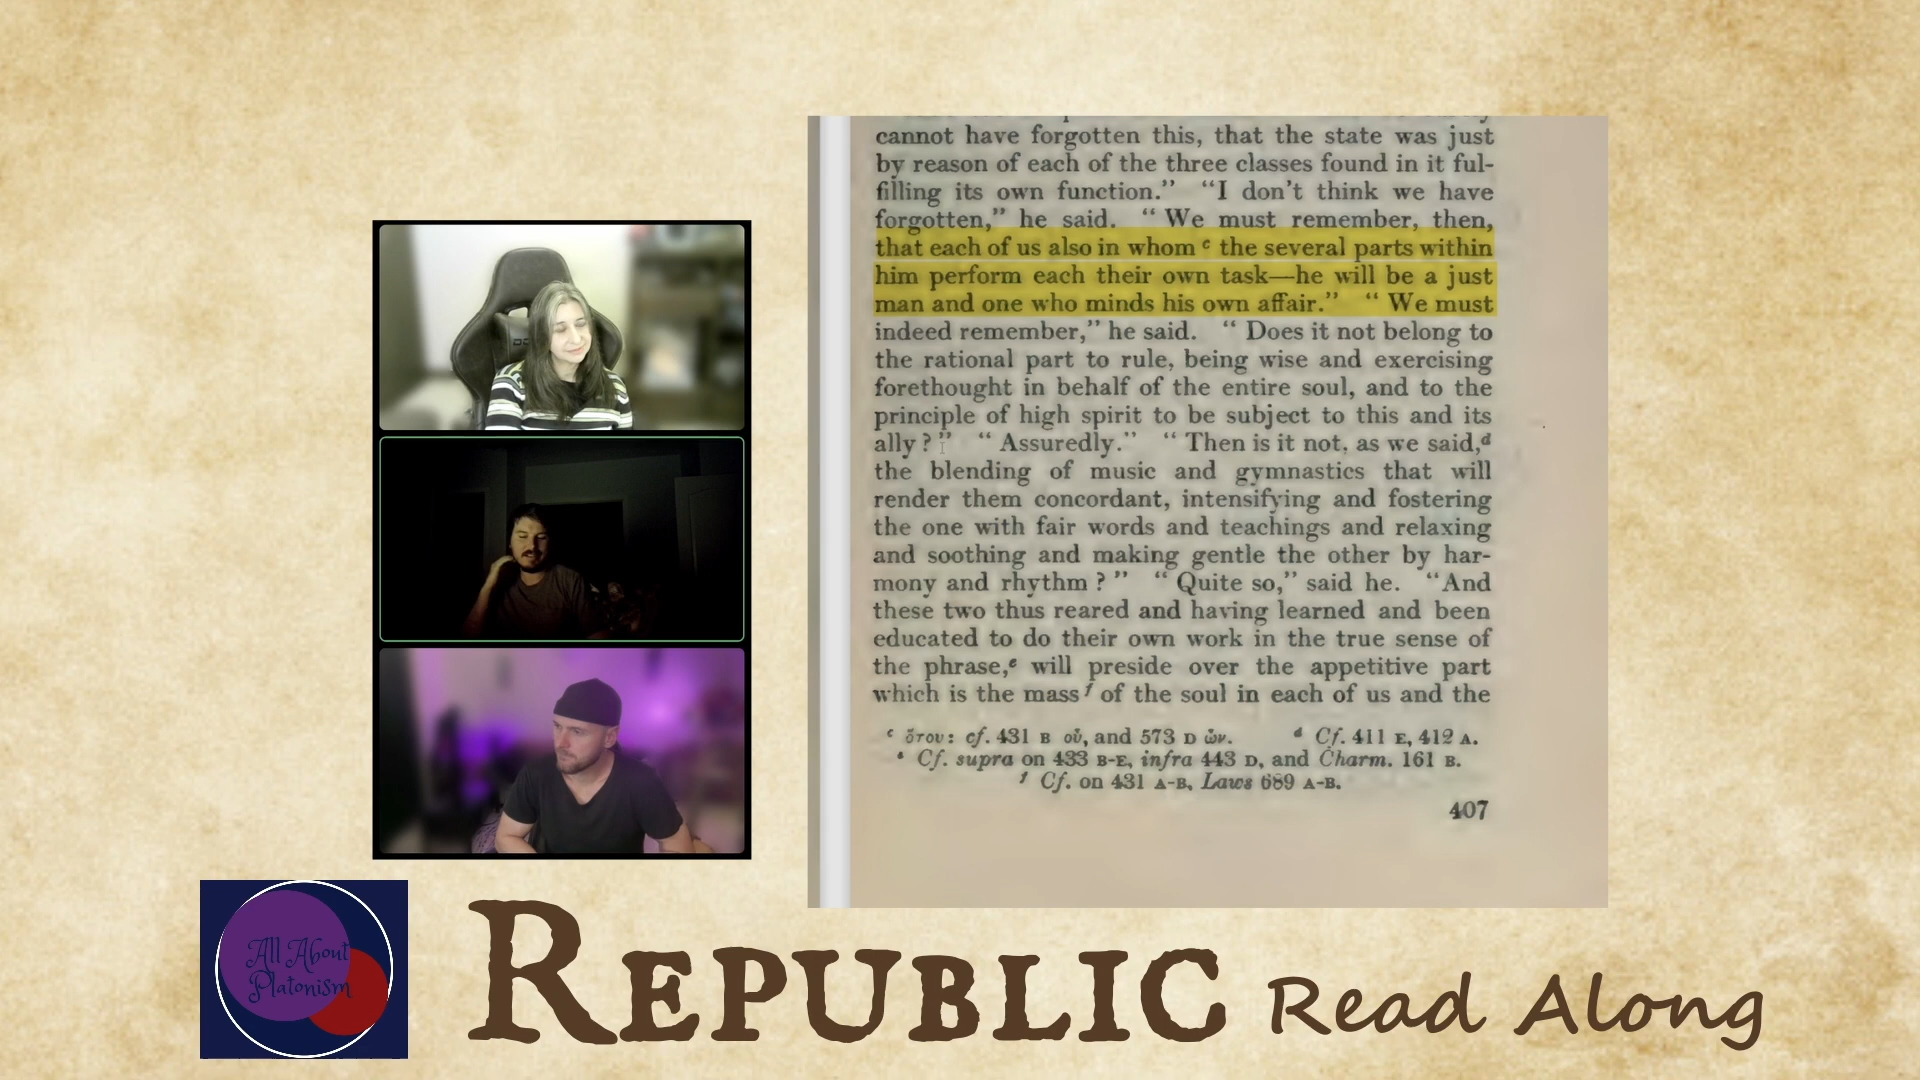 cannot have forgotten this, that the state was just
by reason of each of the three classes found in it ful-
filling its own function.” “I don’t think we have
forgotten,” he said. “We must remember, then,
that each of us also in whom ᶜ the several parts within
him perform each their own task—he will be a just
man and one who minds his own affair.” “We must
indeed remember,” he said. “Does it not belong to
the rational part to rule, being wise and exercising
forethought in behalf of the entire soul, and to the
principle of high spirit to be subject to this and its
ally?” “Assuredly.” “Then is it not, as we said,ᵈ
the blending of music and gymnastics that will
render them concordant, intensifying and fostering
the one with fair words and teachings and relaxing
and soothing and making gentle the other by har-
mony and rhythm?” “Quite so,” said he. “And
these two thus reared and having learned and been
educated to do their own work in the true sense of
the phrase,ᵉ will preside over the appetitive part
which is the mass ᶠ of the soul in each of us and the
ᶜ ὅτου: cf. 431 B οὗ, and 573 D ὧν. ᵈ Cf. 411 E, 412 A.
ᵉ Cf. supra on 433 B-E, infra 443 D, and Charm. 161 B.
ᶠ Cf. on 431 A-B, Laws 689 A-B.
407
All About
Platonism
REPUBLIC Read Along